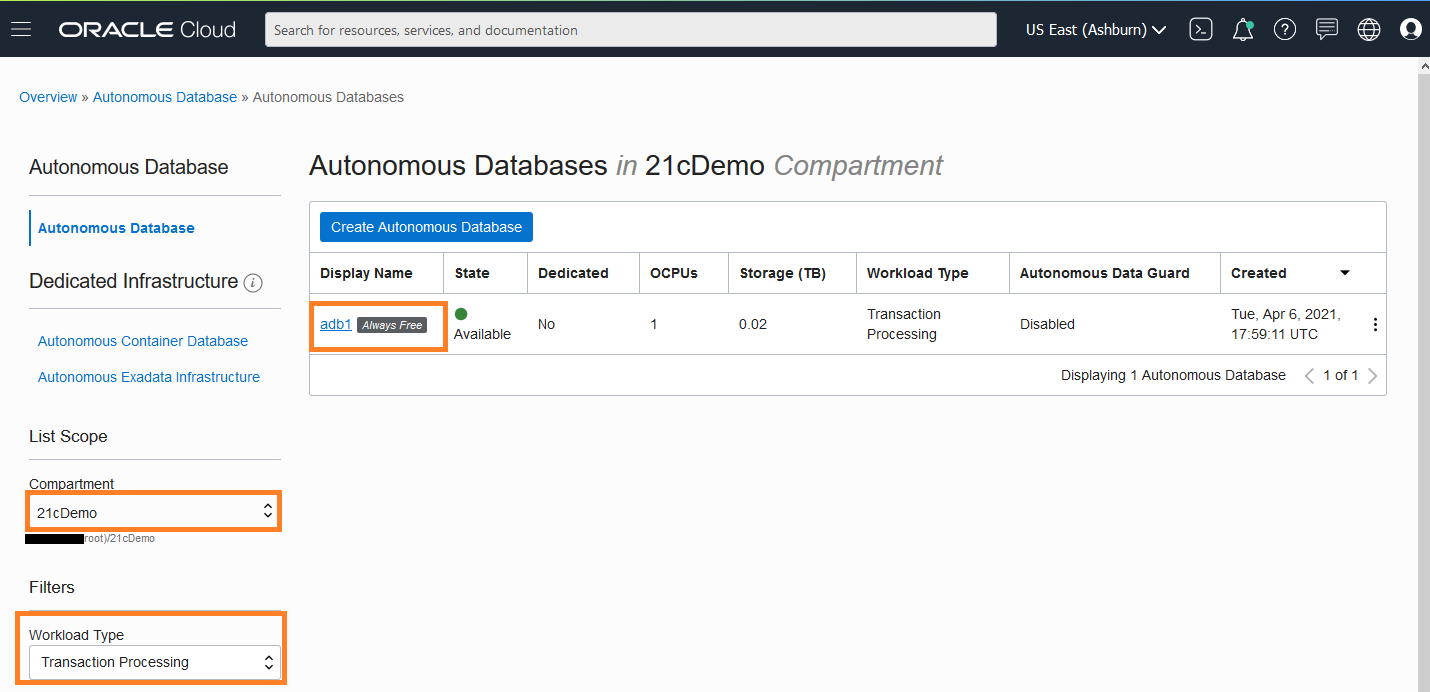 ORACLE Cloud
Search for resources, services, and documentation
US East (Ashburn)
Overview » Autonomous Database » Autonomous Databases
Autonomous Database
Autonomous Database
Dedicated Infrastructure
Autonomous Container Database
Autonomous Exadata Infrastructure
List Scope
Compartment
21cDemo
root)/21cDemo
Filters
Workload Type
Transaction Processing
Autonomous Databases in 21cDemo Compartment
Create Autonomous Database
Display Name State Dedicated OCPUs Storage (TB) Workload Type Autonomous Data Guard Created
adb1 Always Free Available No 1 0.02 Transaction Processing Disabled Tue, Apr 6, 2021, 17:59:11 UTC
Displaying 1 Autonomous Database 1 of 1